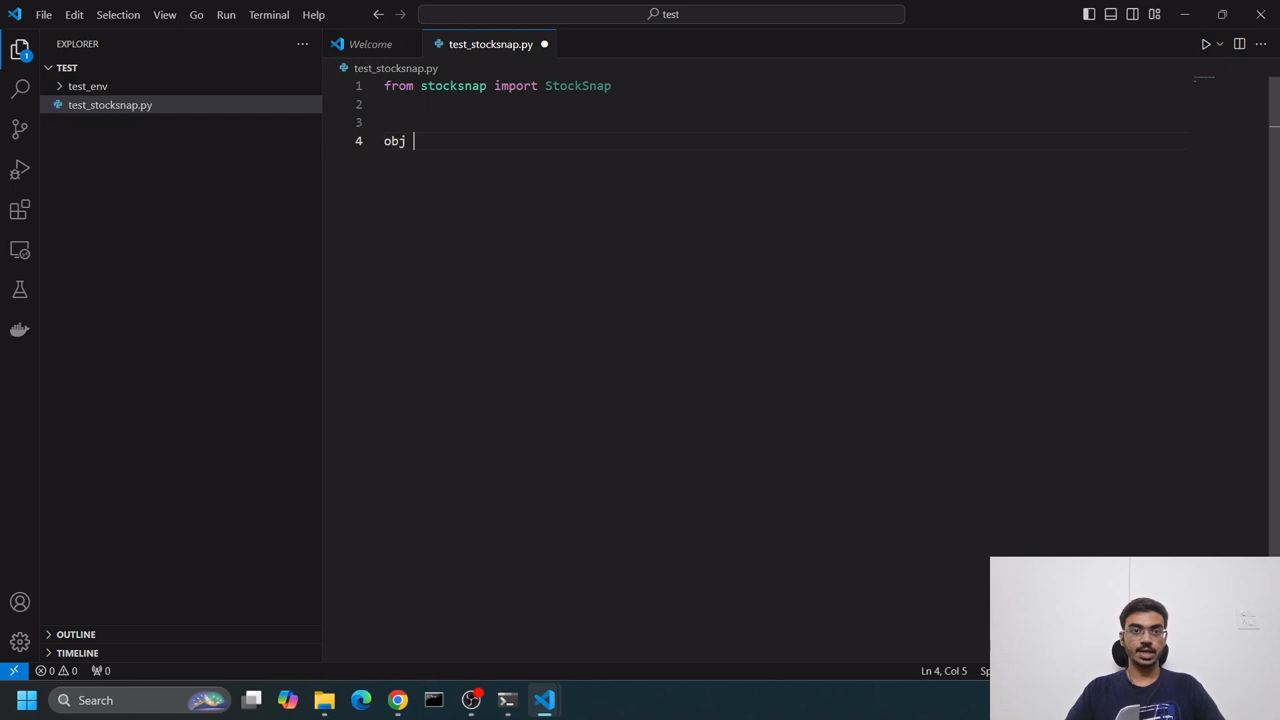 File Edit Selection View Go Run Terminal Help
test
EXPLORER
Welcome
test_stocksnap.py
TEST
test_env
test_stocksnap.py
test_stocksnap.py
1 from stocksnap import StockSnap
2
3
4 obj
OUTLINE
TIMELINE
0 0 0
Ln 4, Col 5
1
Search